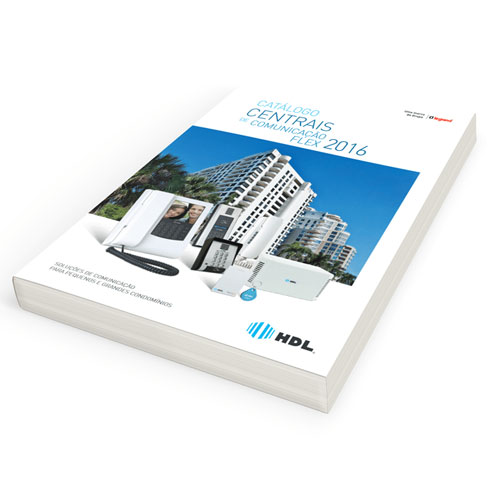 CATÁLOGO
CENTRAIS
DE COMUNICAÇÃO
FLEX 2016
Uma marca
do grupo
legrand
SOLUÇÕES DE COMUNICAÇÃO
PARA PEQUENOS E GRANDES CONDOMÍNIOS
HDL